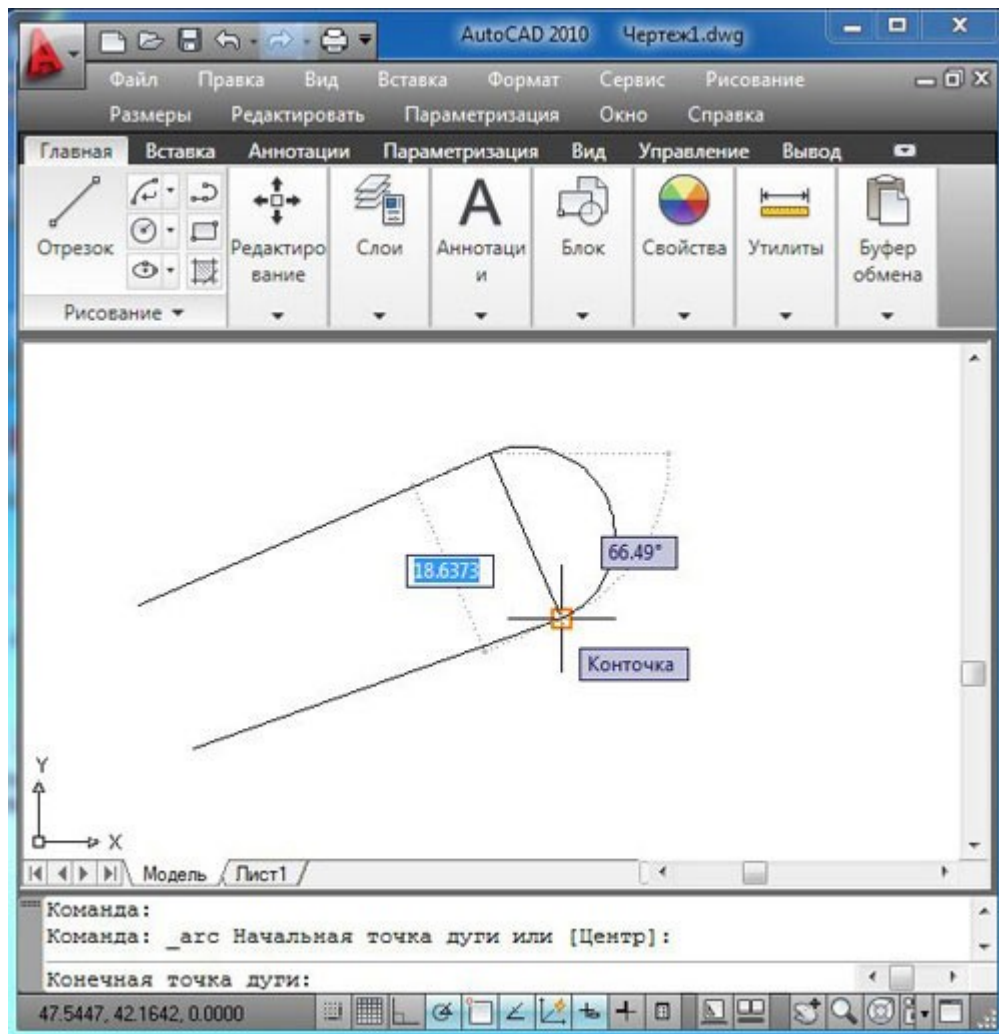 AutoCAD 2010 Чертеж1.dwg
Файл Правка Вид Вставка Формат Сервис Рисование
Размеры Редактировать Параметризация Окно Справка
Главная Вставка Аннотации Параметризация Вид Управление Вывод
Отрезок
Редактиро
вание
Слои
Аннотаци
и
Блок
Свойства
Утилиты
Буфер
обмена
Рисование
66.49°
18.6373
Конточка
Y
X
Модель Лист1
Команда:
Команда: _arc Начальная точка дуги или [Центр]:
Конечная точка дуги:
47.5447, 42.1642, 0.0000